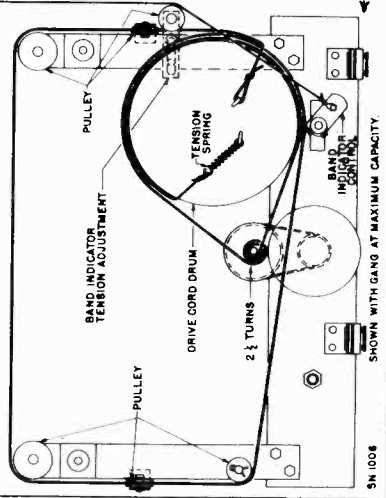 PULLEY
BAND INDICATOR
TENSION ADJUSTMENT
TENSION
SPRING
DRIVE CORD DRUM
BAND
INDICATOR
CONTROL
2 ½ TURNS
PULLEY
SHOWN WITH GANG AT MAXIMUM CAPACITY.
SN 1006